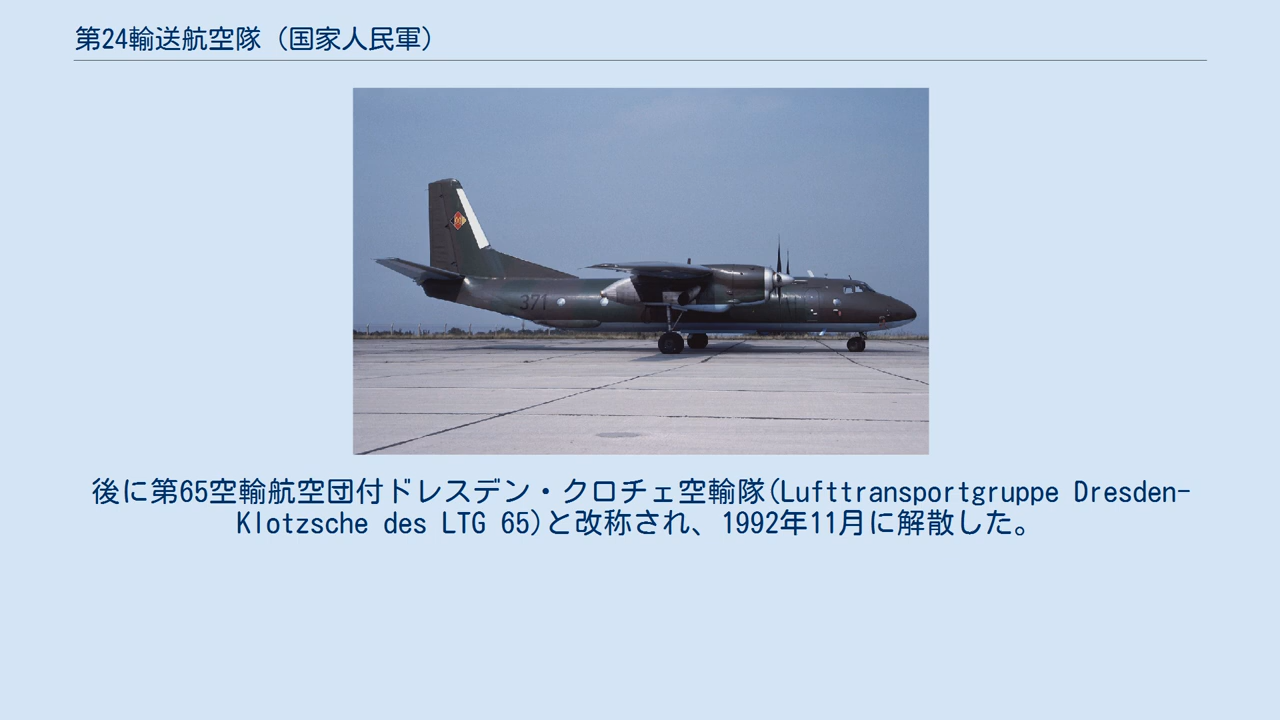 第24輸送航空隊（国家人民軍）
371
後に第65空輸航空団付ドレスデン・クロチェ空輸隊(Lufttransportgruppe Dresden-
Klotzsche des LTG 65)と改称され、1992年11月に解散した。